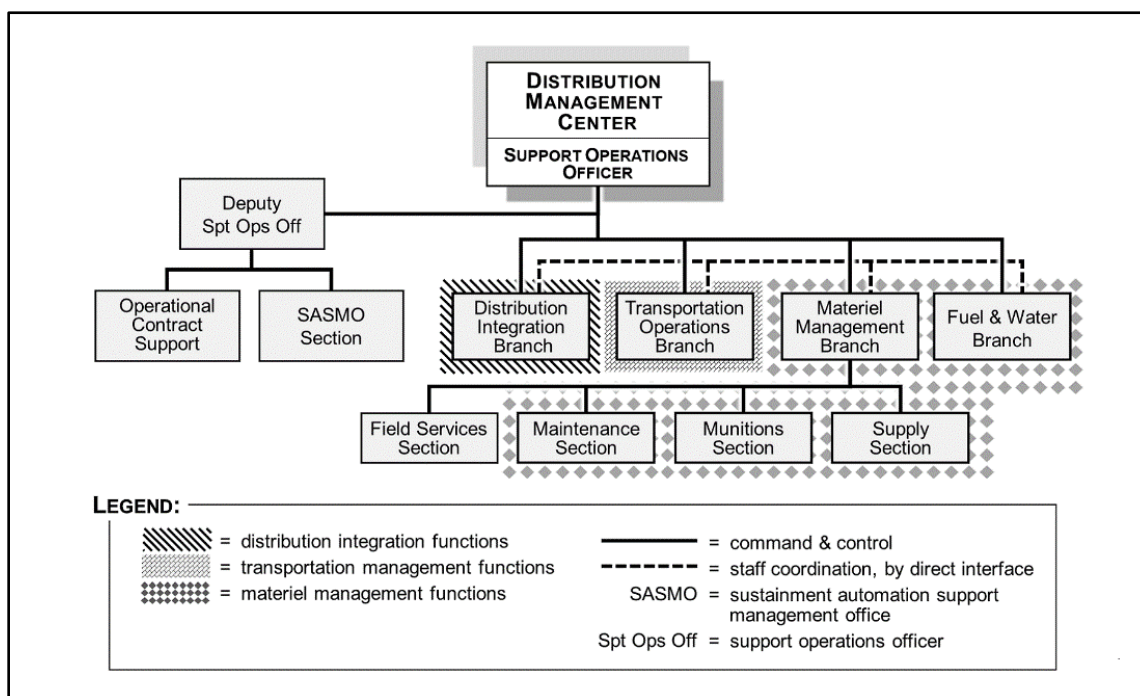 DISTRIBUTION
MANAGEMENT
CENTER
SUPPORT OPERATIONS
OFFICER
Deputy
Spt Ops Off
Operational
Contract
Support
SASMO
Section
Distribution
Integration
Branch
Transportation
Operations
Branch
Materiel
Management
Branch
Fuel & Water
Branch
Field Services
Section
Maintenance
Section
Munitions
Section
Supply
Section
LEGEND:
= distribution integration functions
= transportation management functions
= materiel management functions
= command & control
= staff coordination, by direct interface
SASMO = sustainment automation support
management office
Spt Ops Off = support operations officer